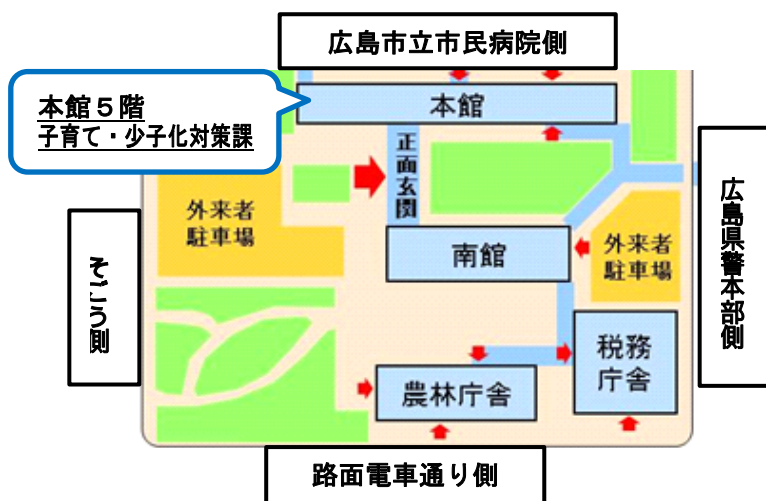 広島市立市民病院側
本館５階
子育て・少子化対策課
本館
正面玄関
外来者
駐車場
南館
外来者
駐車場
広島県警本部側
そごう側
税務
庁舎
農林庁舎
路面電車通り側